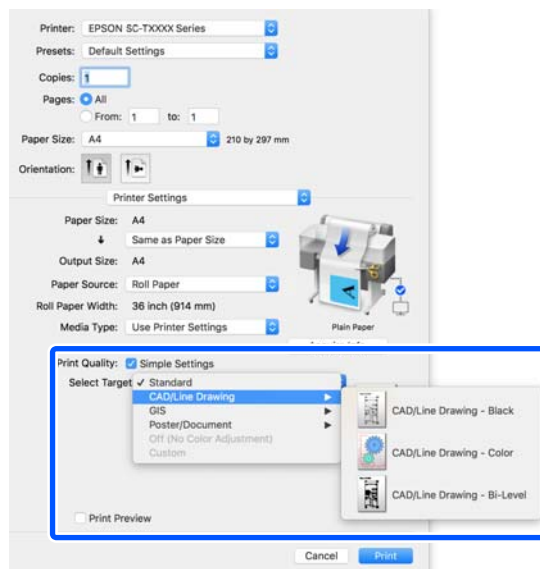 Printer: EPSON SC-TXXXX Series
Presets: Default Settings
Copies: 1
Pages: All
From: 1 to: 1
Paper Size: A4 210 by 297 mm
Orientation:
Printer Settings
Paper Size: A4
Same as Paper Size
Output Size: A4
Paper Source: Roll Paper
Roll Paper Width: 36 inch (914 mm)
Media Type: Use Printer Settings
Plain Paper
Print Quality: Simple Settings
Select Target ✓ Standard
CAD/Line Drawing
GIS
Poster/Document
Off (No Color Adjustment)
Custom
CAD/Line Drawing - Black
CAD/Line Drawing - Color
CAD/Line Drawing - Bi-Level
Print Preview
Cancel Print